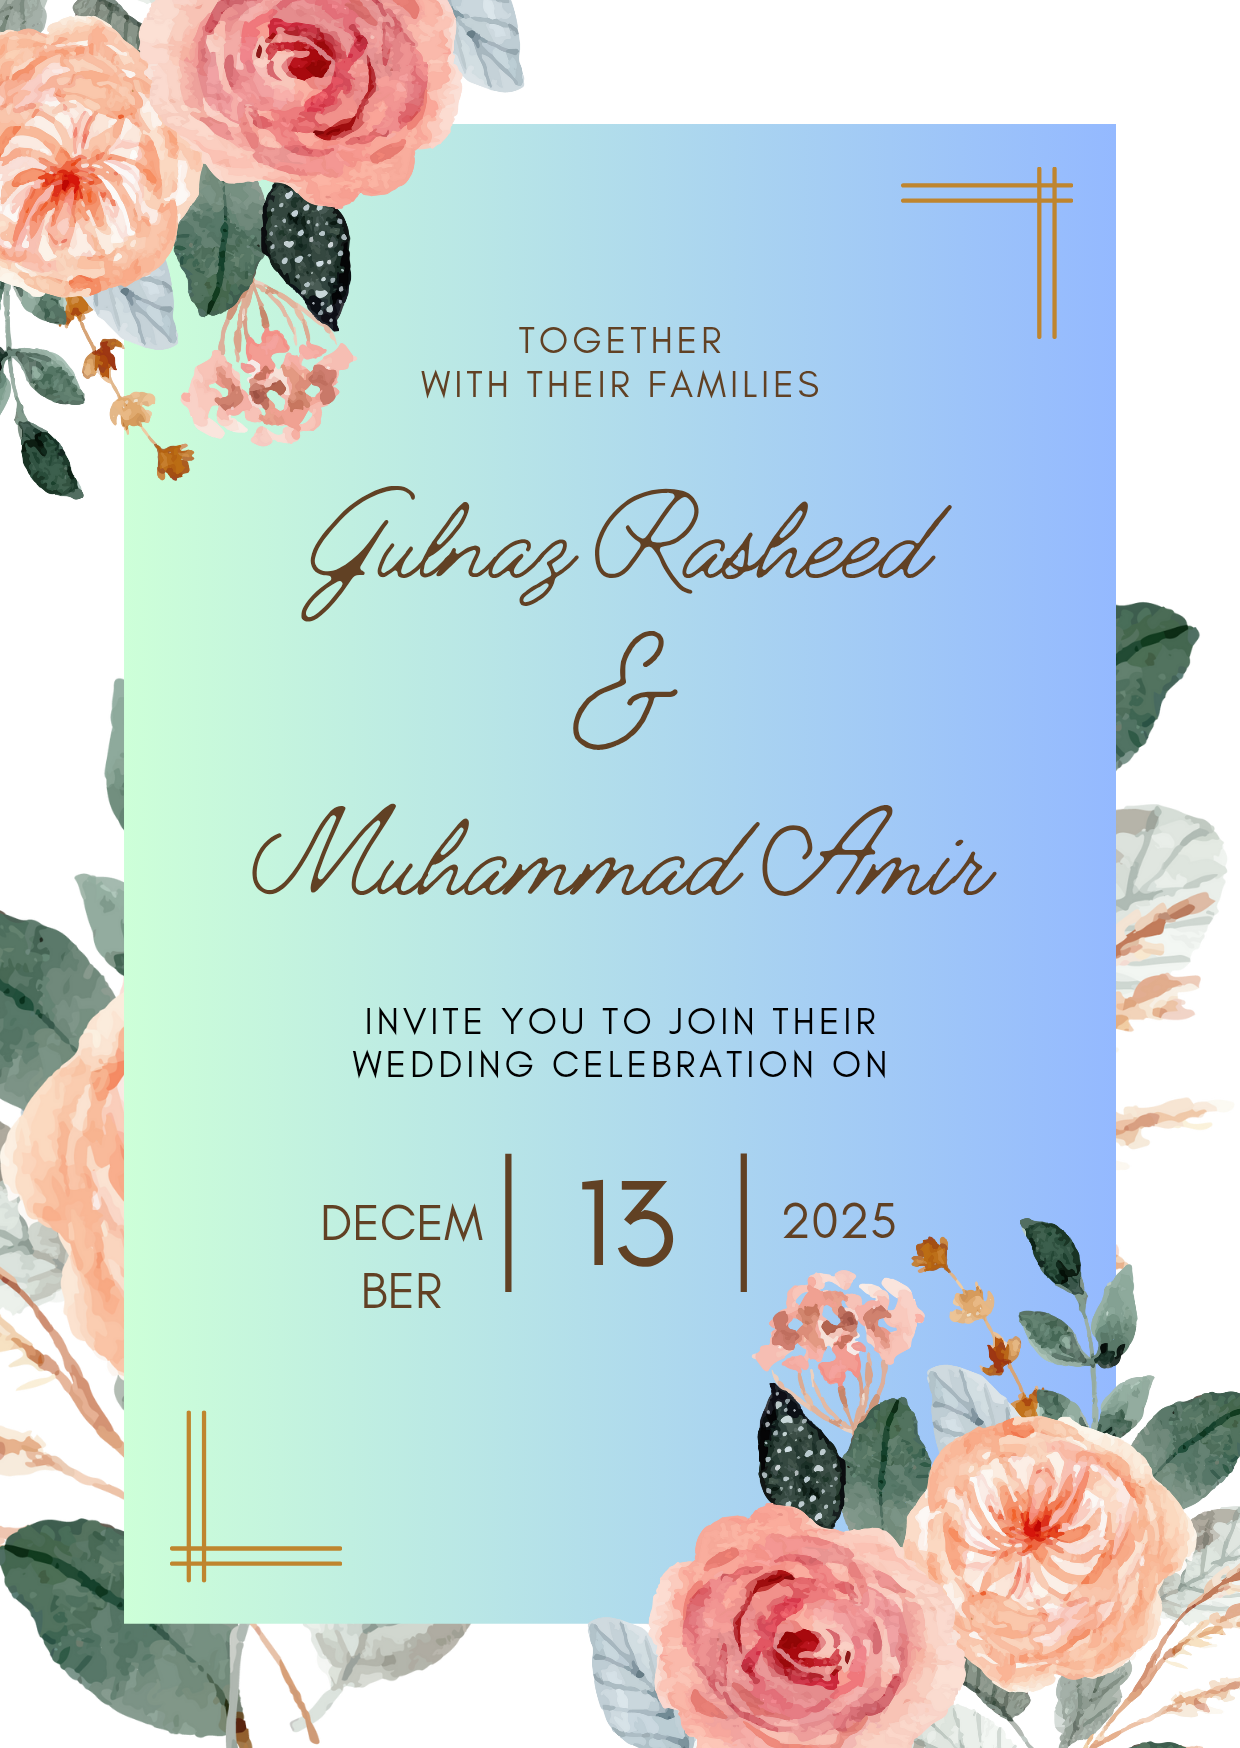 TOGETHER
WITH THEIR FAMILIES
Gulnaz Rasheed
&
Muhammad Amir
INVITE YOU TO JOIN THEIR
WEDDING CELEBRATION ON
DECEM
BER
13
2025